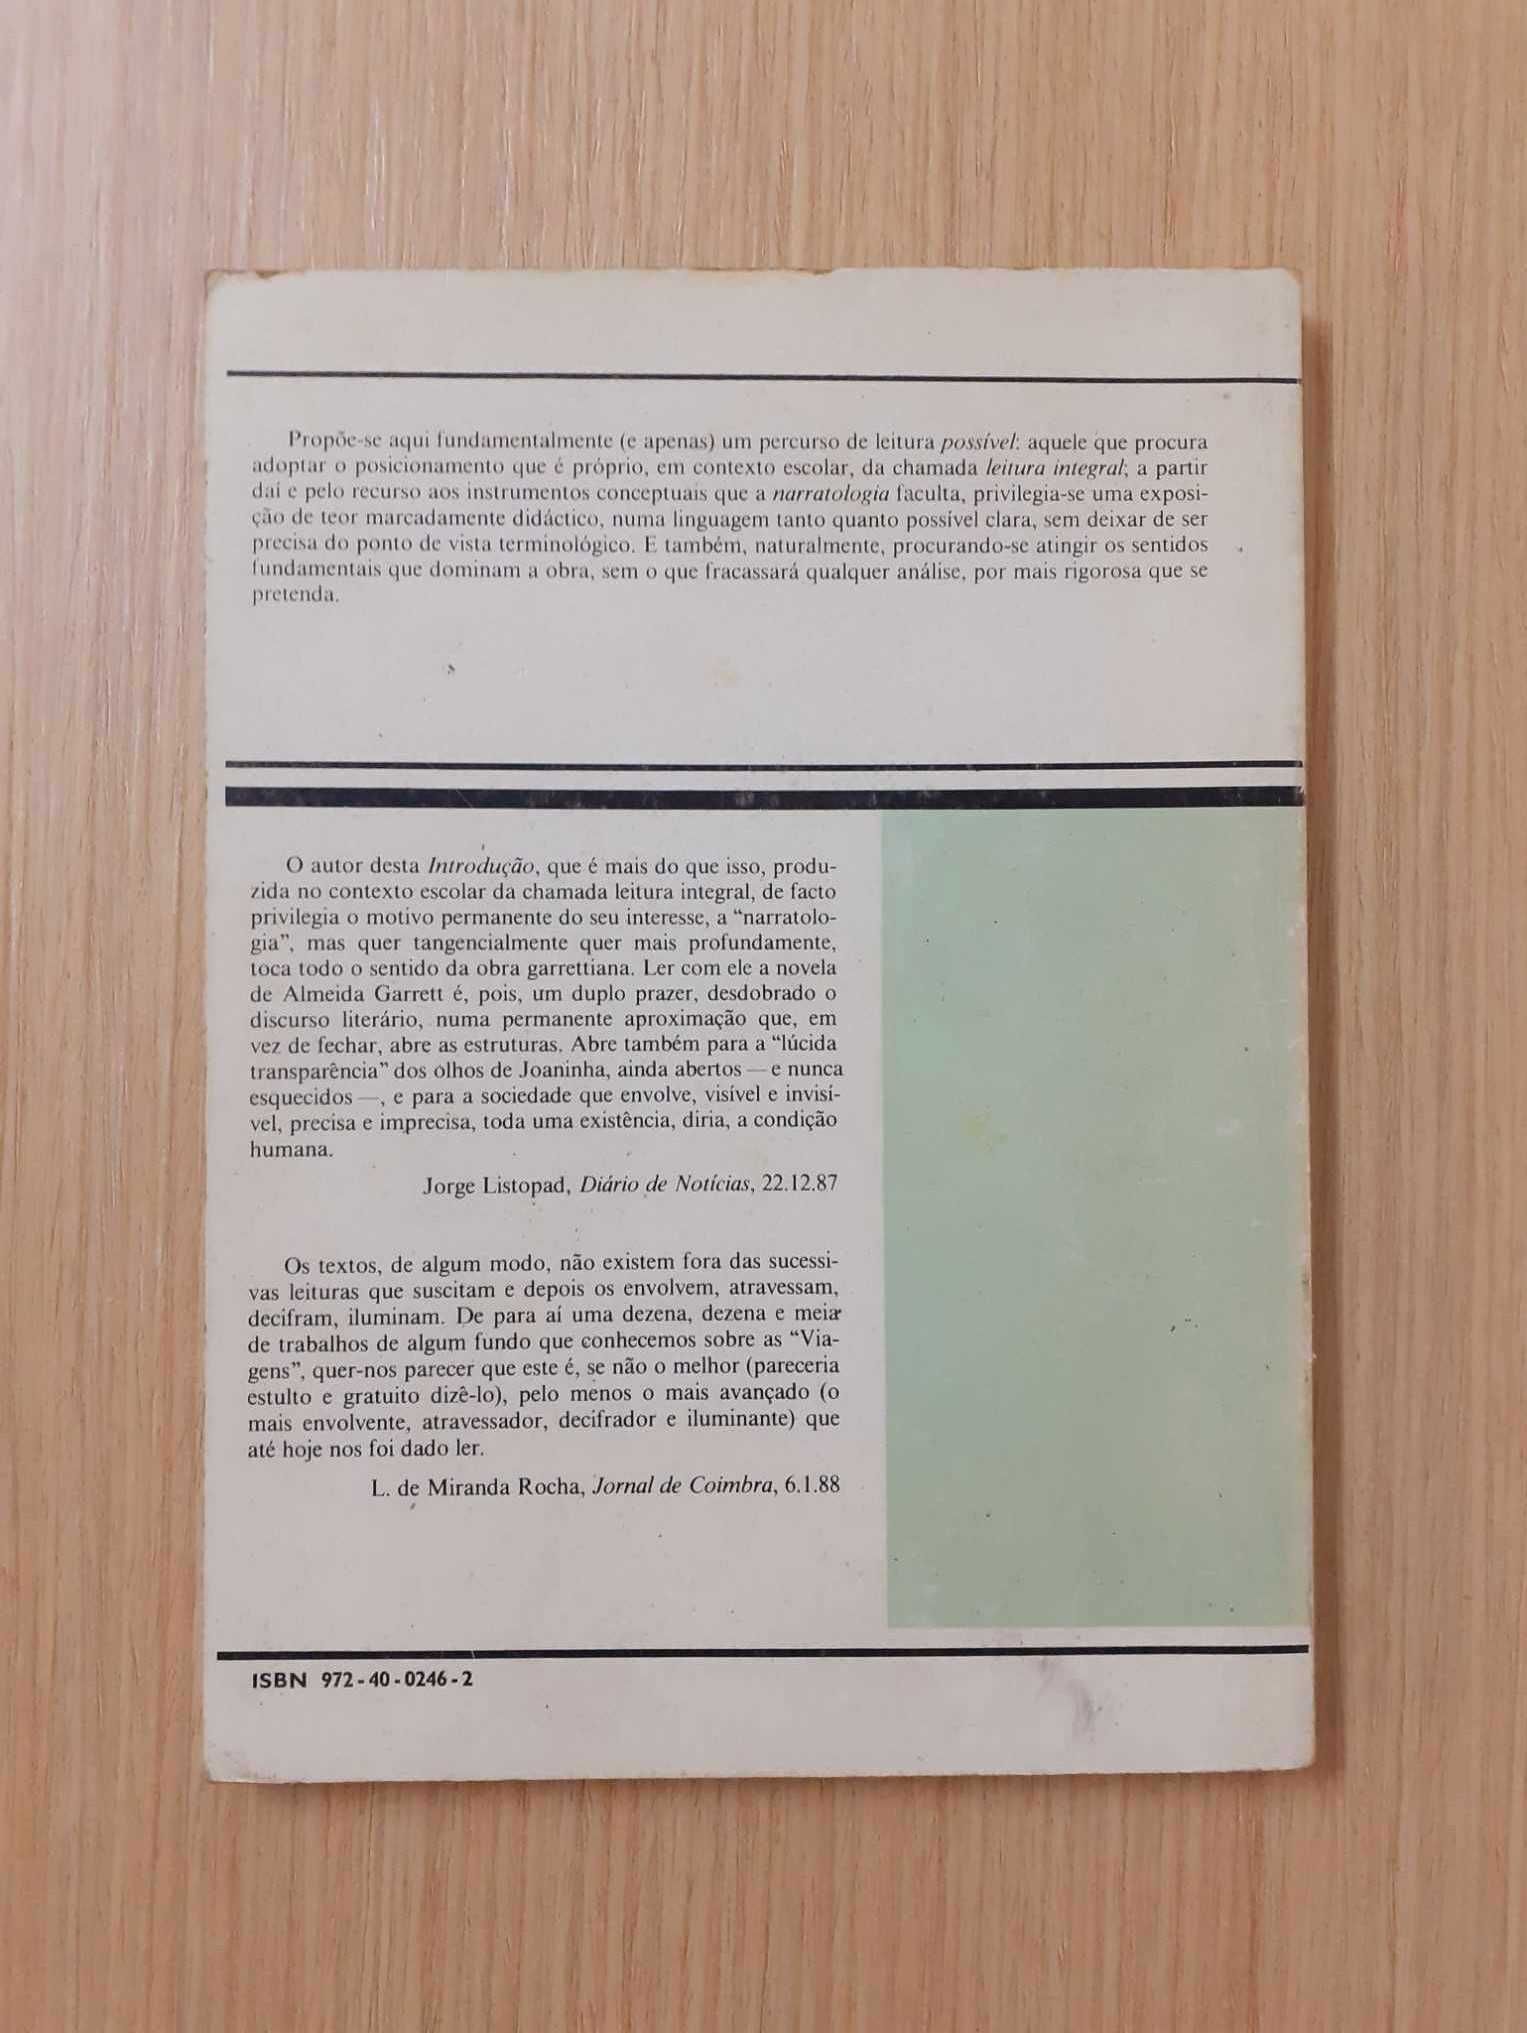 Propõe-se aqui fundamentalmente (e apenas) um percurso de leitura possível: aquele que procura
adoptar o posicionamento que é próprio, em contexto escolar, da chamada leitura integral; a partir
daí e pelo recurso aos instrumentos conceptuais que a narratologia faculta, privilegia-se uma exposi-
ção de teor marcadamente didáctico, numa linguagem tanto quanto possível clara, sem deixar de ser
precisa do ponto de vista terminológico. E também, naturalmente, procurando-se atingir os sentidos
fundamentais que dominam a obra, sem o que fracassará qualquer análise, por mais rigorosa que se
pretenda.
O autor desta Introdução, que é mais do que isso, produ-
zida no contexto escolar da chamada leitura integral, de facto
privilegia o motivo permanente do seu interesse, a “narratolo-
gia”, mas quer tangencialmente quer mais profundamente,
toca todo o sentido da obra garrettiana. Ler com ele a novela
de Almeida Garrett é, pois, um duplo prazer, desdobrado o
discurso literário, numa permanente aproximação que, em
vez de fechar, abre as estruturas. Abre também para a “lúcida
transparência” dos olhos de Joaninha, ainda abertos — e nunca
esquecidos —, e para a sociedade que envolve, visível e invisí-
vel, precisa e imprecisa, toda uma existência, diria, a condição
humana.
Jorge Listopad, Diário de Notícias, 22.12.87
Os textos, de algum modo, não existem fora das sucessi-
vas leituras que suscitam e depois os envolvem, atravessam,
decifram, iluminam. De para aí uma dezena, dezena e meia
de trabalhos de algum fundo que conhecemos sobre as “Via-
gens”, quer-nos parecer que este é, se não o melhor (pareceria
estulto e gratuito dizê-lo), pelo menos o mais avançado (o
mais envolvente, atravessador, decifrador e iluminante) que
até hoje nos foi dado ler.
L. de Miranda Rocha, Jornal de Coimbra, 6.1.88
ISBN 972-40-0246-2